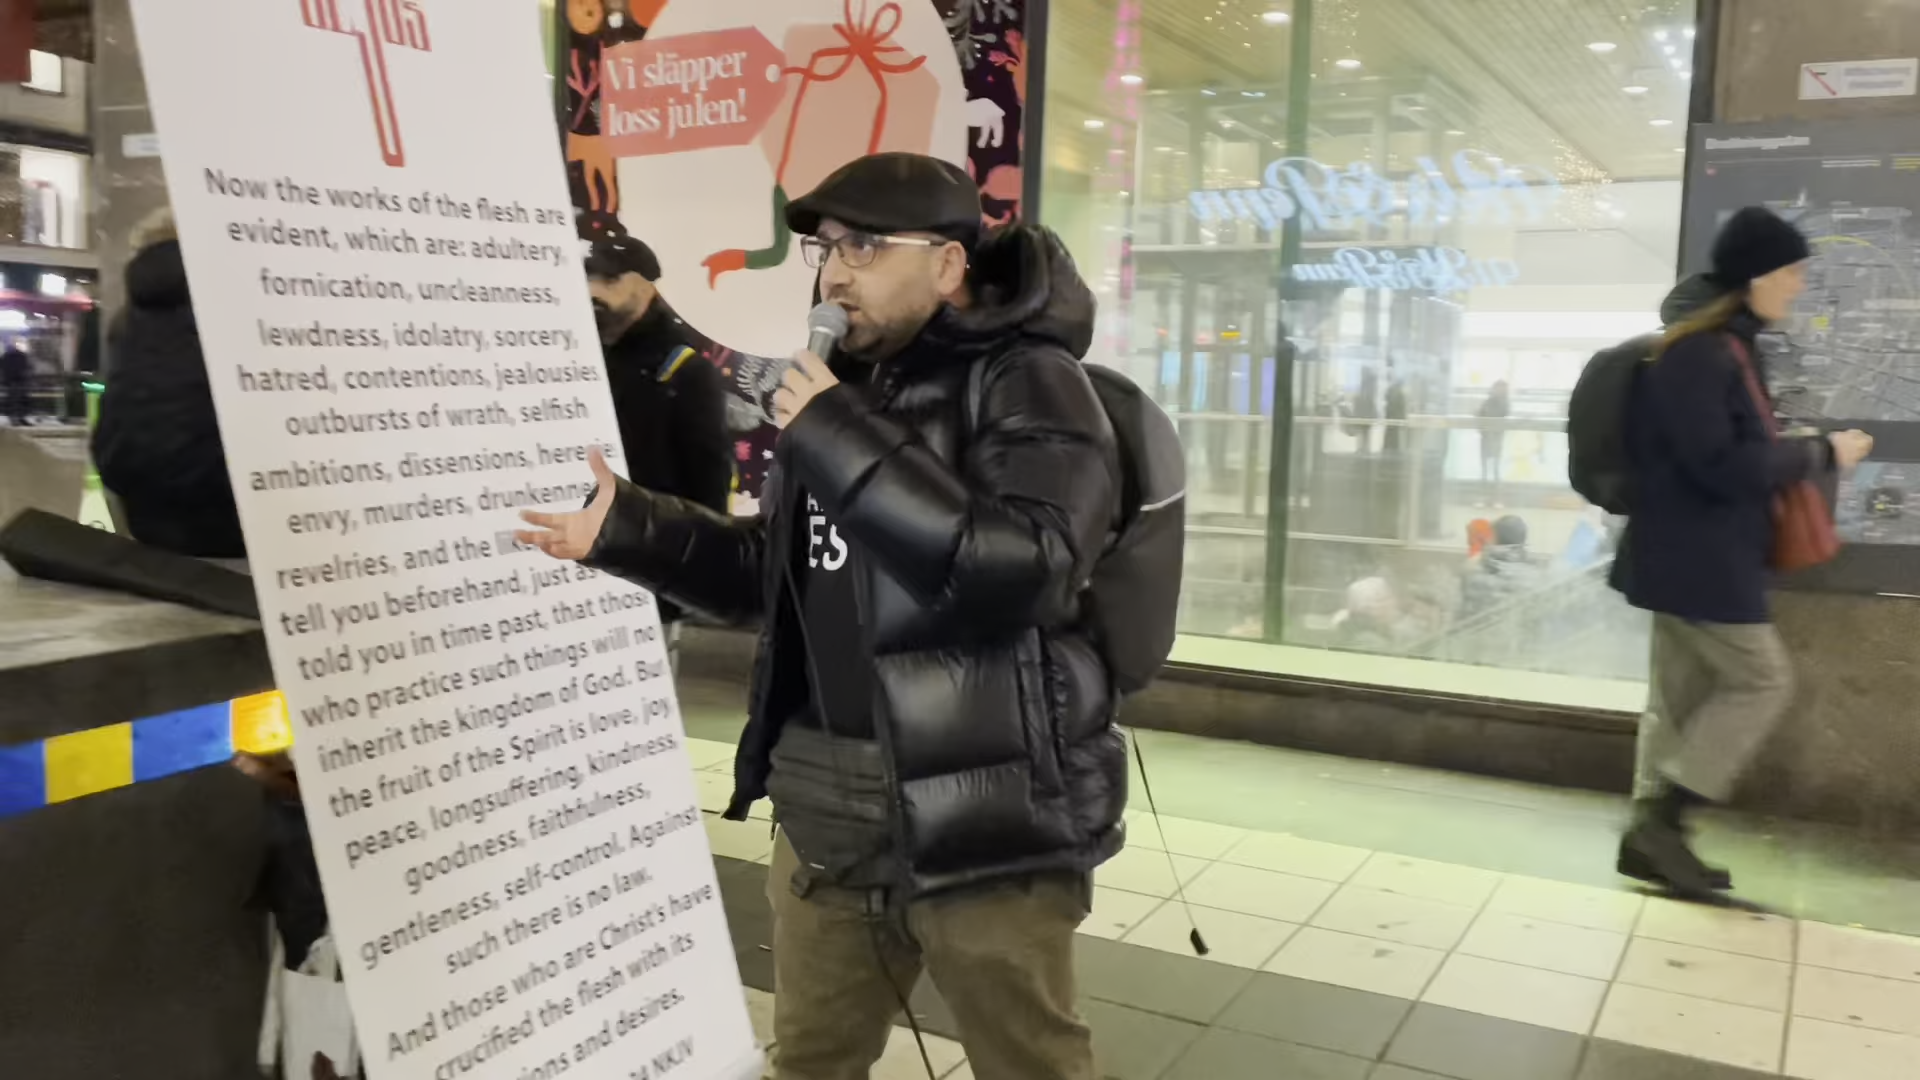 Now the works of the flesh are
evident, which are: adultery,
fornication, uncleanness,
lewdness, idolatry, sorcery,
hatred, contentions, jealousies,
outbursts of wrath, selfish
ambitions, dissensions,
envy, murders,
revelries, and the like
tell you beforehand, just as
told you in time past, that those
who practice such things will no
inherit the kingdom of God. But
the fruit of the Spirit is love, joy,
peace, longsuffering, kindness,
goodness, faithfulness,
gentleness, self-control. Against
such there is no law.
And those who are Christ's have
crucified the flesh with its
and desires.
24 NKJV
Vi släpper
loss julen!
ES